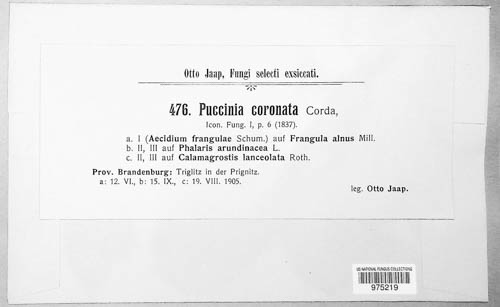 Otto Jaap, Fungi selecti exsiccati.
476. Puccinia coronata Corda,
Icon. Fung. I, p. 6 (1837).
a. I (Aecidium frangulae Schum.) auf Frangula alnus Mill.
b. II, III auf Phalaris arundinacea L.
c. II, III auf Calamagrostis lanceolata Roth.
Prov. Brandenburg: Triglitz in der Prignitz.
a: 12. VI., b: 15. IX., c: 19. VIII. 1905.
leg. Otto Jaap.
US NATIONAL FUNGUS COLLECTIONS
975219